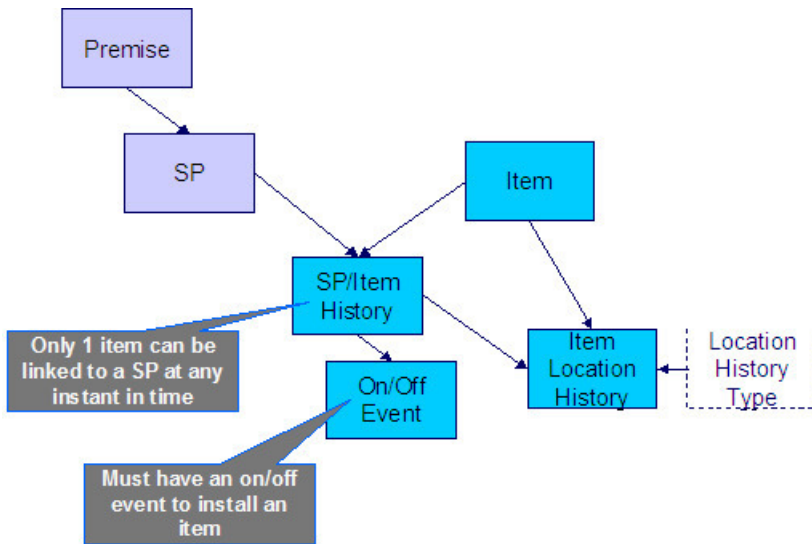 Premise
SP
Item
SP/Item
History
Only 1 item can be
linked to a SP at any
instant in time
On/Off
Event
Item
Location
History
Location
History
Type
Must have an on/off
event to install an
item